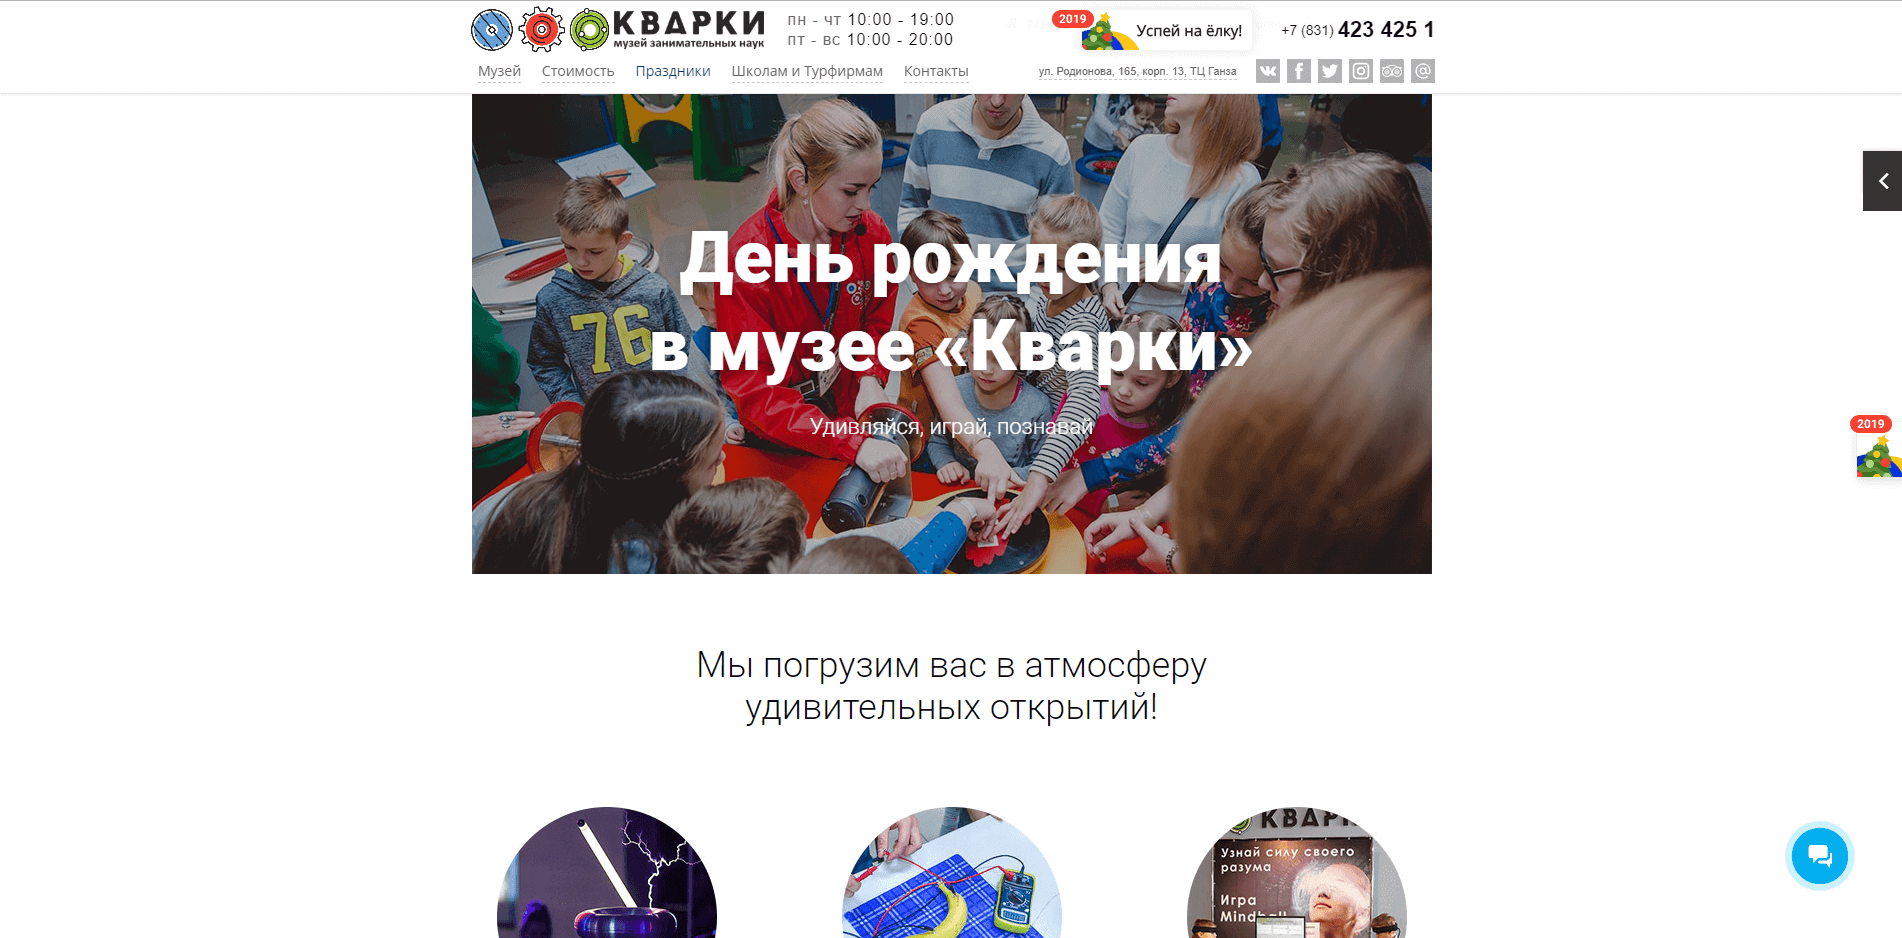 КВАРКИ
музей занимательных наук
пн - чт 10:00 - 19:00
пт - вс 10:00 - 20:00
2019
Успей на ёлку!
+7 (831) 423 425 1
Музей
Стоимость
Праздники
Школам и Турфирмам
Контакты
ул. Родионова, 165, корп. 13, ТЦ Ганза
День рождения
в музее «Кварки»
Удивляйся, играй, познавай
76
2019
Мы погрузим вас в атмосферу
удивительных открытий!
КВАРК
Узнай силу своего
разума
Игра
Mindball